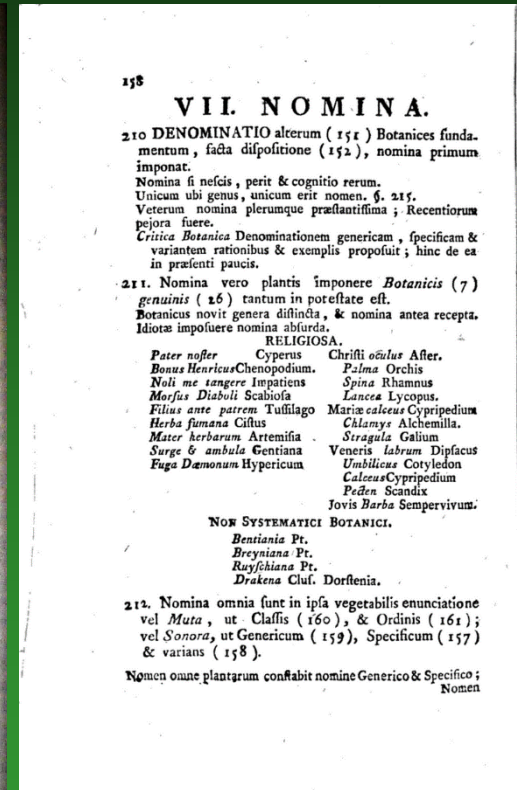 158
VII. NOMINA.
210 DENOMINATIO alterum (151) Botanices funda-
mentum, facta diſpoſitione (152), nomina primum
imponat.
Nomina ſi neſcis, perit & cognitio rerum.
Unicum ubi genus, unicum erit nomen. §. 215.
Veterum nomina plerumque præſtantiſſima; Recentiorum
pejora fuere.
Critica Botanica Denominationem genericam, ſpecificam &
variantem rationibus & exemplis propoſuit; hinc de ea
in præſenti paucis.
211. Nomina vero plantis imponere Botanicis (7)
genuinis (26) tantum in poteſtate eſt.
Botanicus novit genera diſtincta, & nomina antea recepta.
Idiotæ impoſuere nomina abſurda.
RELIGIOSA.
Pater noſter Cyperus
Bonus Henricus Chenopodium.
Noli me tangere Impatiens
Morſus Diaboli Scabioſa
Filius ante patrem Tuſſilago
Herba fumana Ciſtus
Mater herbarum Artemiſia
Surge & ambula Gentiana
Fuga Dæmonum Hypericum
Chriſti oculus Aſter.
Palma Orchis
Spina Rhamnus
Lancea Lycopus.
Mariæ calceus Cypripedium
Chlamys Alchemilla.
Stragula Galium
Veneris labrum Dipſacus
Umbilicus Cotyledon
Calceus Cypripedium
Pecten Scandix
Jovis Barba Sempervivum.
NON SYSTEMATICI BOTANICI.
Bentiania Pt.
Breyniana Pt.
Ruyſchiana Pt.
Drakena Cluſ. Dorſtenia.
212. Nomina omnia ſunt in ipſa vegetabilis enunciatione
vel Muta, ut Claſſis (160), & Ordinis (161);
vel Sonora, ut Genericum (159), Specificum (157)
& varians (158).
Nomen omne plantarum conſtabit nomine Generico & Specifico;
Nomen